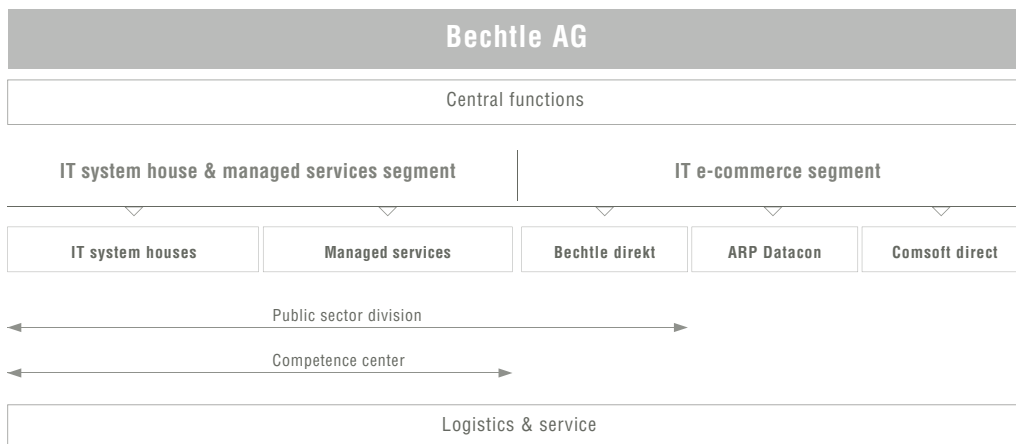 Bechtle AG
Central functions
IT system house & managed services segment
IT e-commerce segment
IT system houses
Managed services
Bechtle direkt
ARP Datacon
Comsoft direct
Public sector division
Competence center
Logistics & service